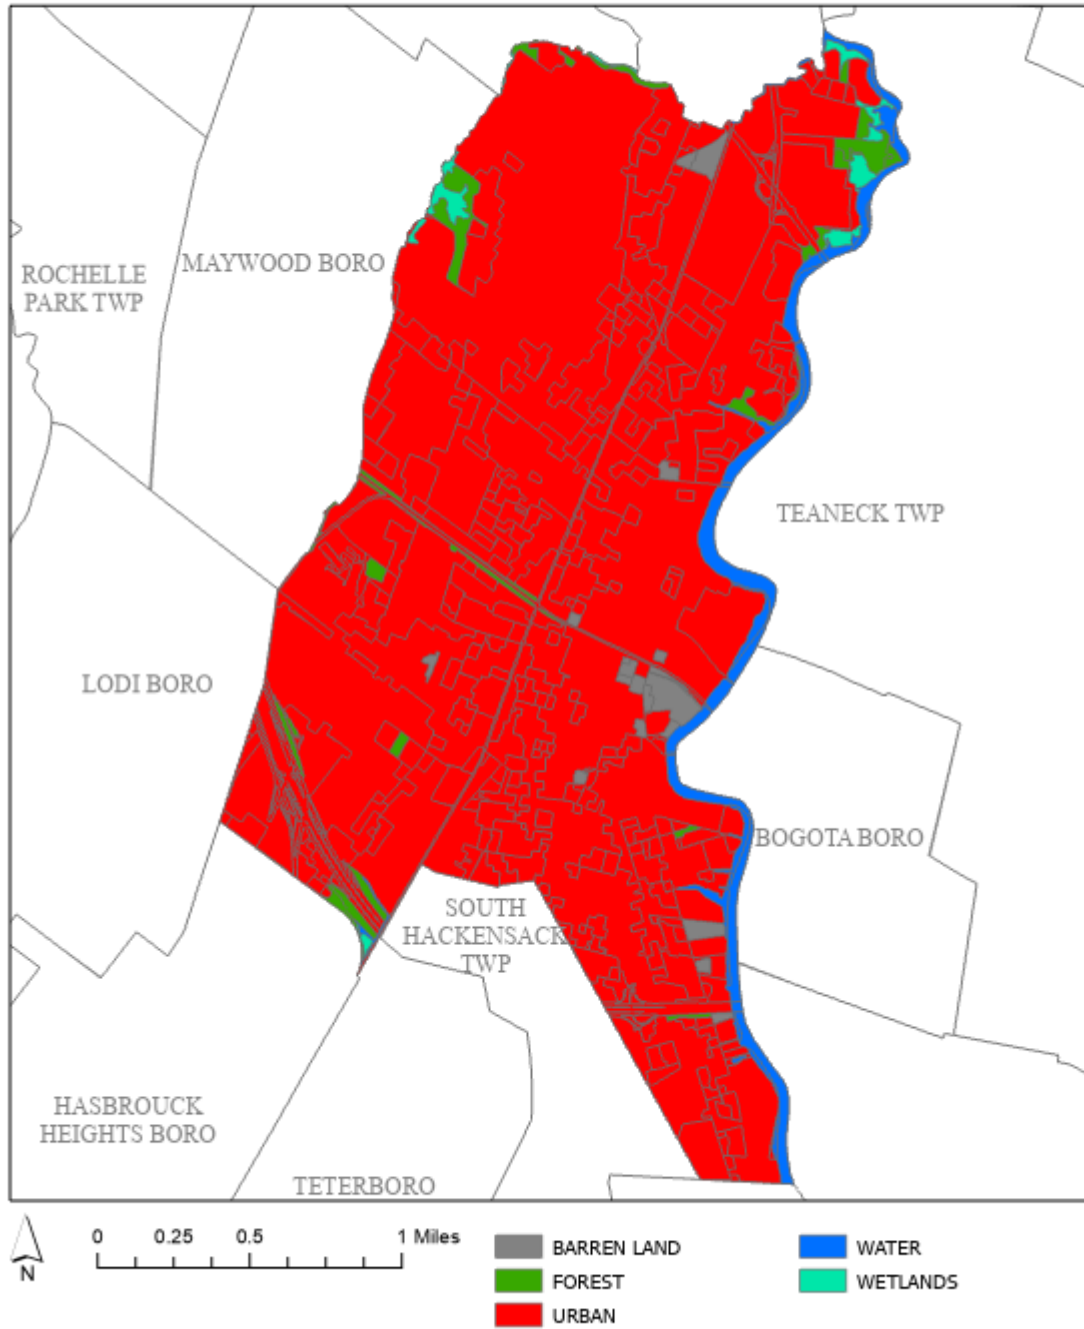 MAYWOOD BORO
ROCHELLE
PARK TWP
TEANECK TWP
LODI BORO
BOGOTA BORO
SOUTH
HACKENSACK
TWP
HASBROUCK
HEIGHTS BORO
TETERBORO
N
0 0.25 0.5 1 Miles
BARREN LAND
FOREST
URBAN
WATER
WETLANDS